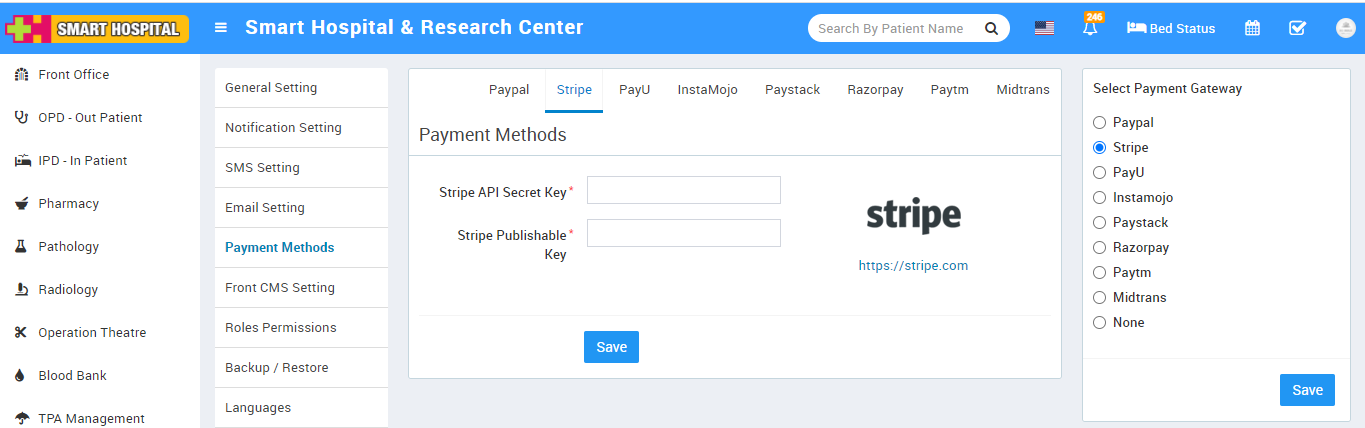 SMART HOSPITAL
Smart Hospital & Research Center
Search By Patient Name
246
Bed Status
Front Office
OPD - Out Patient
IPD - In Patient
Pharmacy
Pathology
Radiology
Operation Theatre
Blood Bank
TPA Management
General Setting
Notification Setting
SMS Setting
Email Setting
Payment Methods
Front CMS Setting
Roles Permissions
Backup / Restore
Languages
Paypal Stripe PayU InstaMojo Paystack Razorpay Paytm Midtrans
Payment Methods
Stripe API Secret Key *
Stripe Publishable *
Key
stripe
https://stripe.com
Save
Select Payment Gateway
Paypal
Stripe
PayU
Instamojo
Paystack
Razorpay
Paytm
Midtrans
None
Save